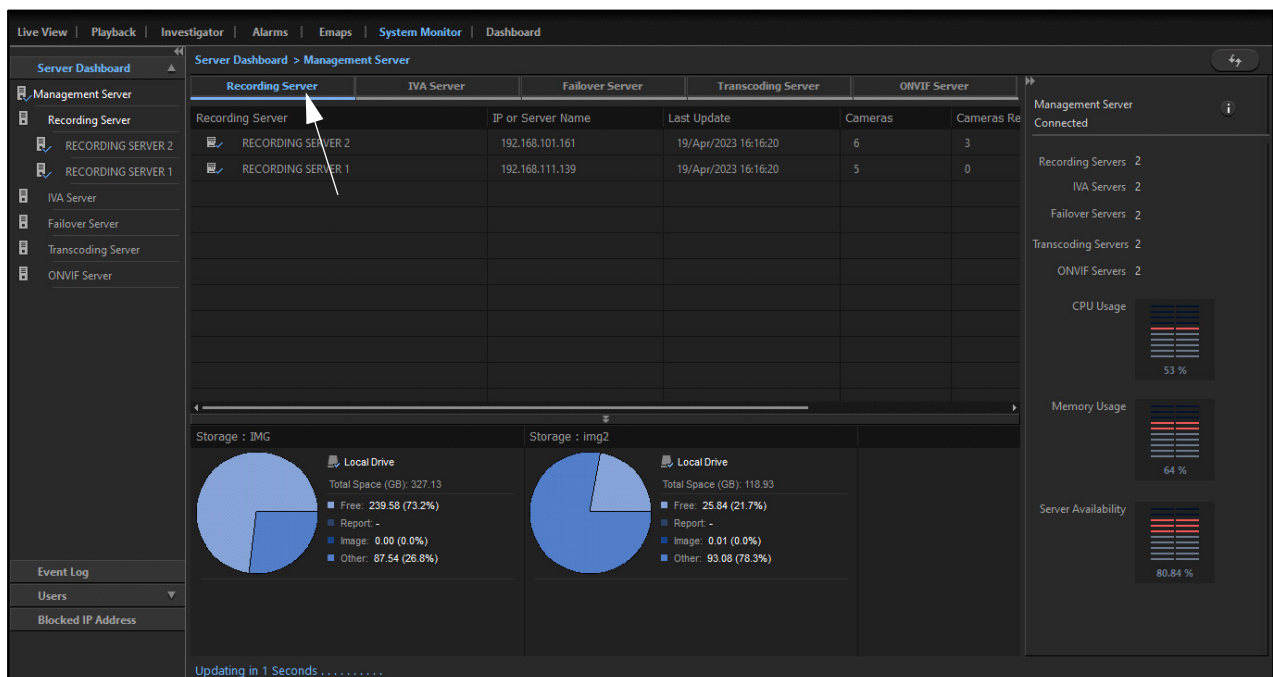 Live View | Playback | Investigator | Alarms | Emaps | System Monitor | Dashboard
Server Dashboard
Management Server
Recording Server
RECORDING SERVER 2
RECORDING SERVER 1
IVA Server
Failover Server
Transcoding Server
ONVIF Server
Event Log
Users
Blocked IP Address
Server Dashboard > Management Server
Recording Server IVA Server Failover Server Transcoding Server ONVIF Server
Recording Server IP or Server Name Last Update Cameras Cameras Re
RECORDING SERVER 2 192.168.101.161 19/Apr/2023 16:16:20 6 3
RECORDING SERVER 1 192.168.111.139 19/Apr/2023 16:16:20 5 0
Storage : IMG
Local Drive
Total Space (GB): 327.13
Free: 239.58 (73.2%)
Report: -
Image: 0.00 (0.0%)
Other: 87.54 (26.8%)
Storage : img2
Local Drive
Total Space (GB): 118.93
Free: 25.84 (21.7%)
Report: -
Image: 0.01 (0.0%)
Other: 93.08 (78.3%)
Updating in 1 Seconds . . . . . . . . . .
Management Server
Connected
i
Recording Servers 2
IVA Servers 2
Failover Servers 2
Transcoding Servers 2
ONVIF Servers 2
CPU Usage
53 %
Memory Usage
64 %
Server Availability
80.84 %